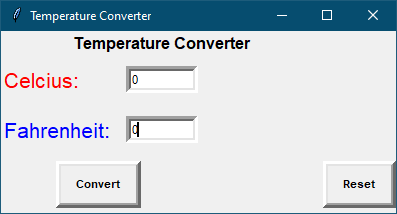 Temperature Converter
Temperature Converter
Celcius: 0
Fahrenheit: 0
Convert Reset